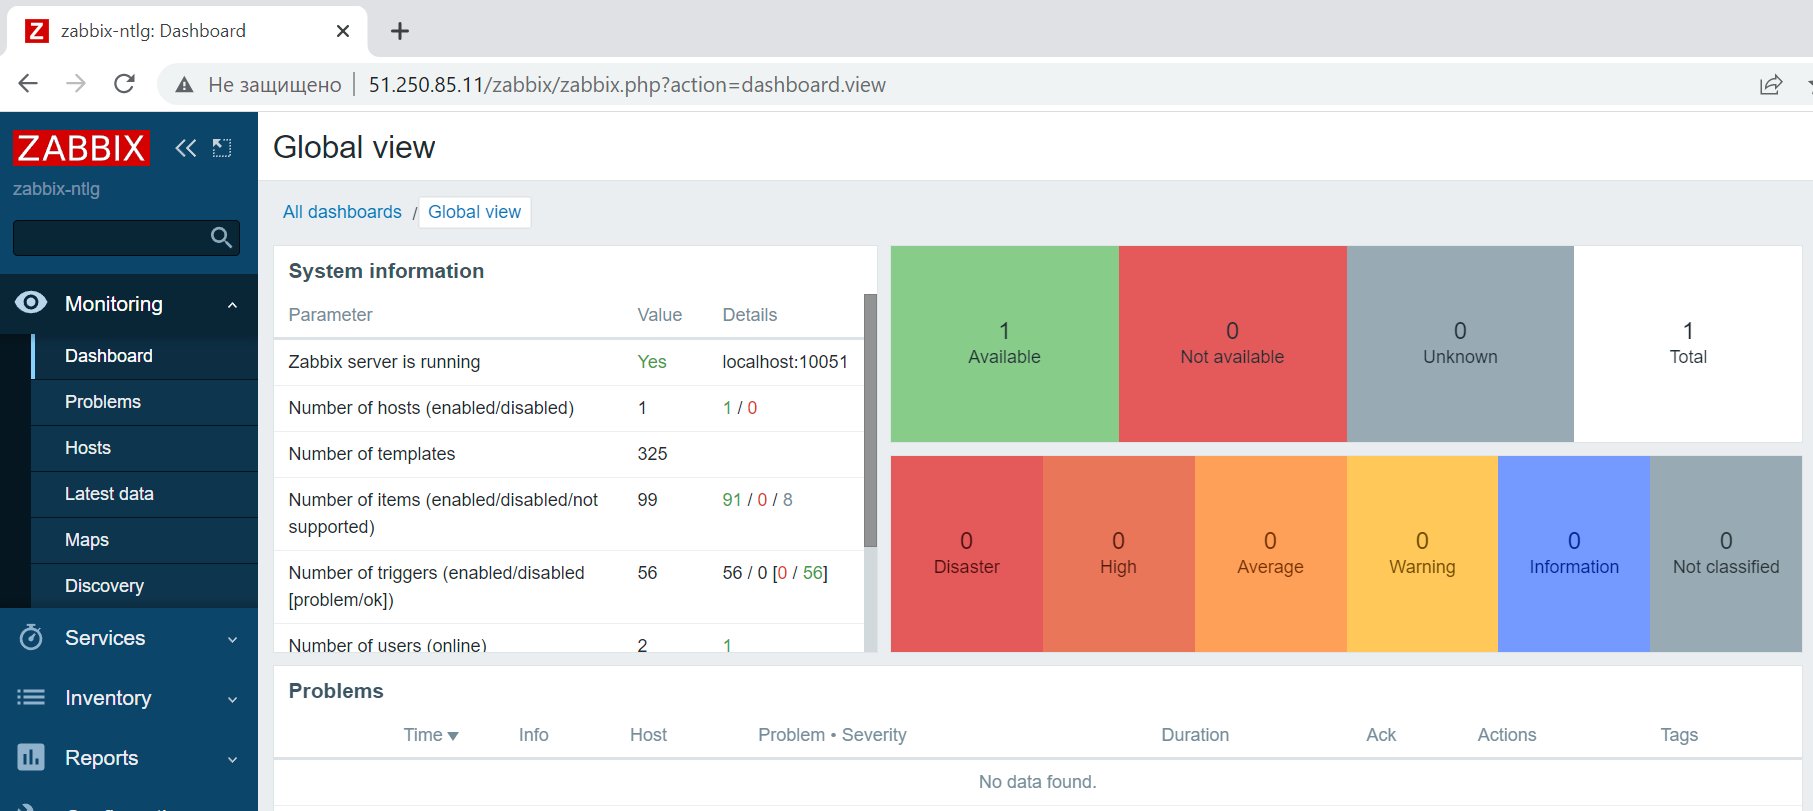 Z zabbix-ntlg: Dashboard
Не защищено | 51.250.85.11/zabbix/zabbix.php?action=dashboard.view
ZABBIX
zabbix-ntlg
Monitoring
Dashboard
Problems
Hosts
Latest data
Maps
Discovery
Services
Inventory
Reports
Global view
All dashboards / Global view
System information
Parameter Value Details
Zabbix server is running Yes localhost:10051
Number of hosts (enabled/disabled) 1 1 / 0
Number of templates 325
Number of items (enabled/disabled/not 99 91 / 0 / 8
supported)
Number of triggers (enabled/disabled 56 56 / 0 [0 / 56]
[problem/ok])
Number of users (online) 2 1
1 0 0 1
Available Not available Unknown Total
0 0 0 0 0 0
Disaster High Average Warning Information Not classified
Problems
Time ▼ Info Host Problem • Severity Duration Ack Actions Tags
No data found.